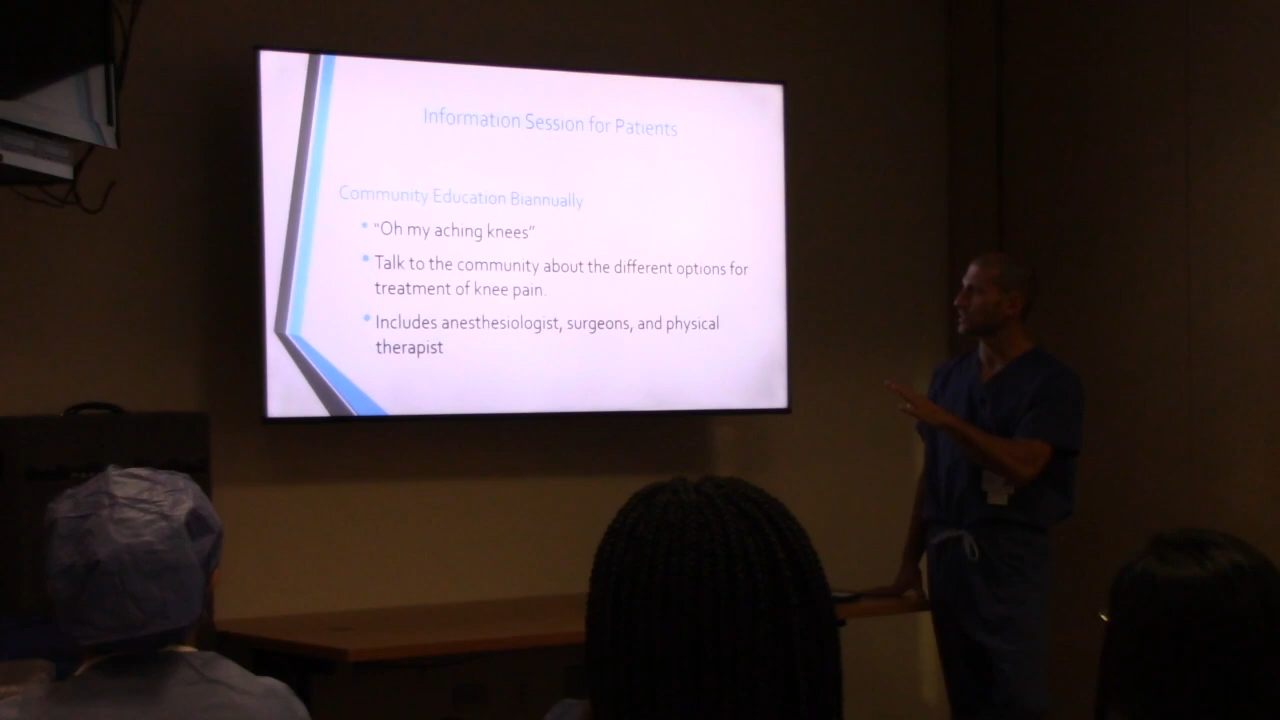 Information Session for Patients
Community Education Biannually
• "Oh my aching knees"
• Talk to the community about the different options for
treatment of knee pain.
• Includes anesthesiologist, surgeons, and physical
therapist